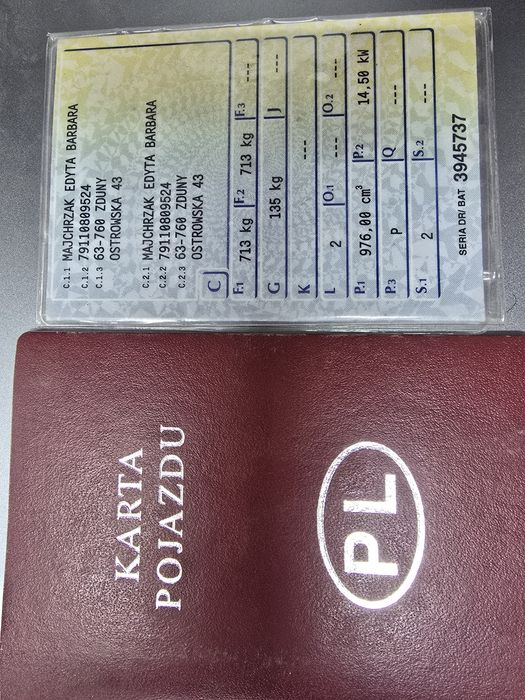 C.1.1 MAJCHRZAK EDYTA BARBARA
C.1.2 79110809524
C.1.3 63-760 ZDUNY
OSTROWSKA 43
C.2.1 MAJCHRZAK EDYTA BARBARA
C.2.2 79110809524
C.2.3 63-760 ZDUNY
OSTROWSKA 43
C
F.1 713 kg F.2 713 kg F.3 ---
G 135 kg J ---
K ---
L 2 O.1 --- O.2 ---
P.1 976,00 cm³ P.2 14,50 kW
P.3 P Q ---
S.1 2 S.2 ---
SERIA DR/ BAT 3945737
KARTA
POJAZDU
PL